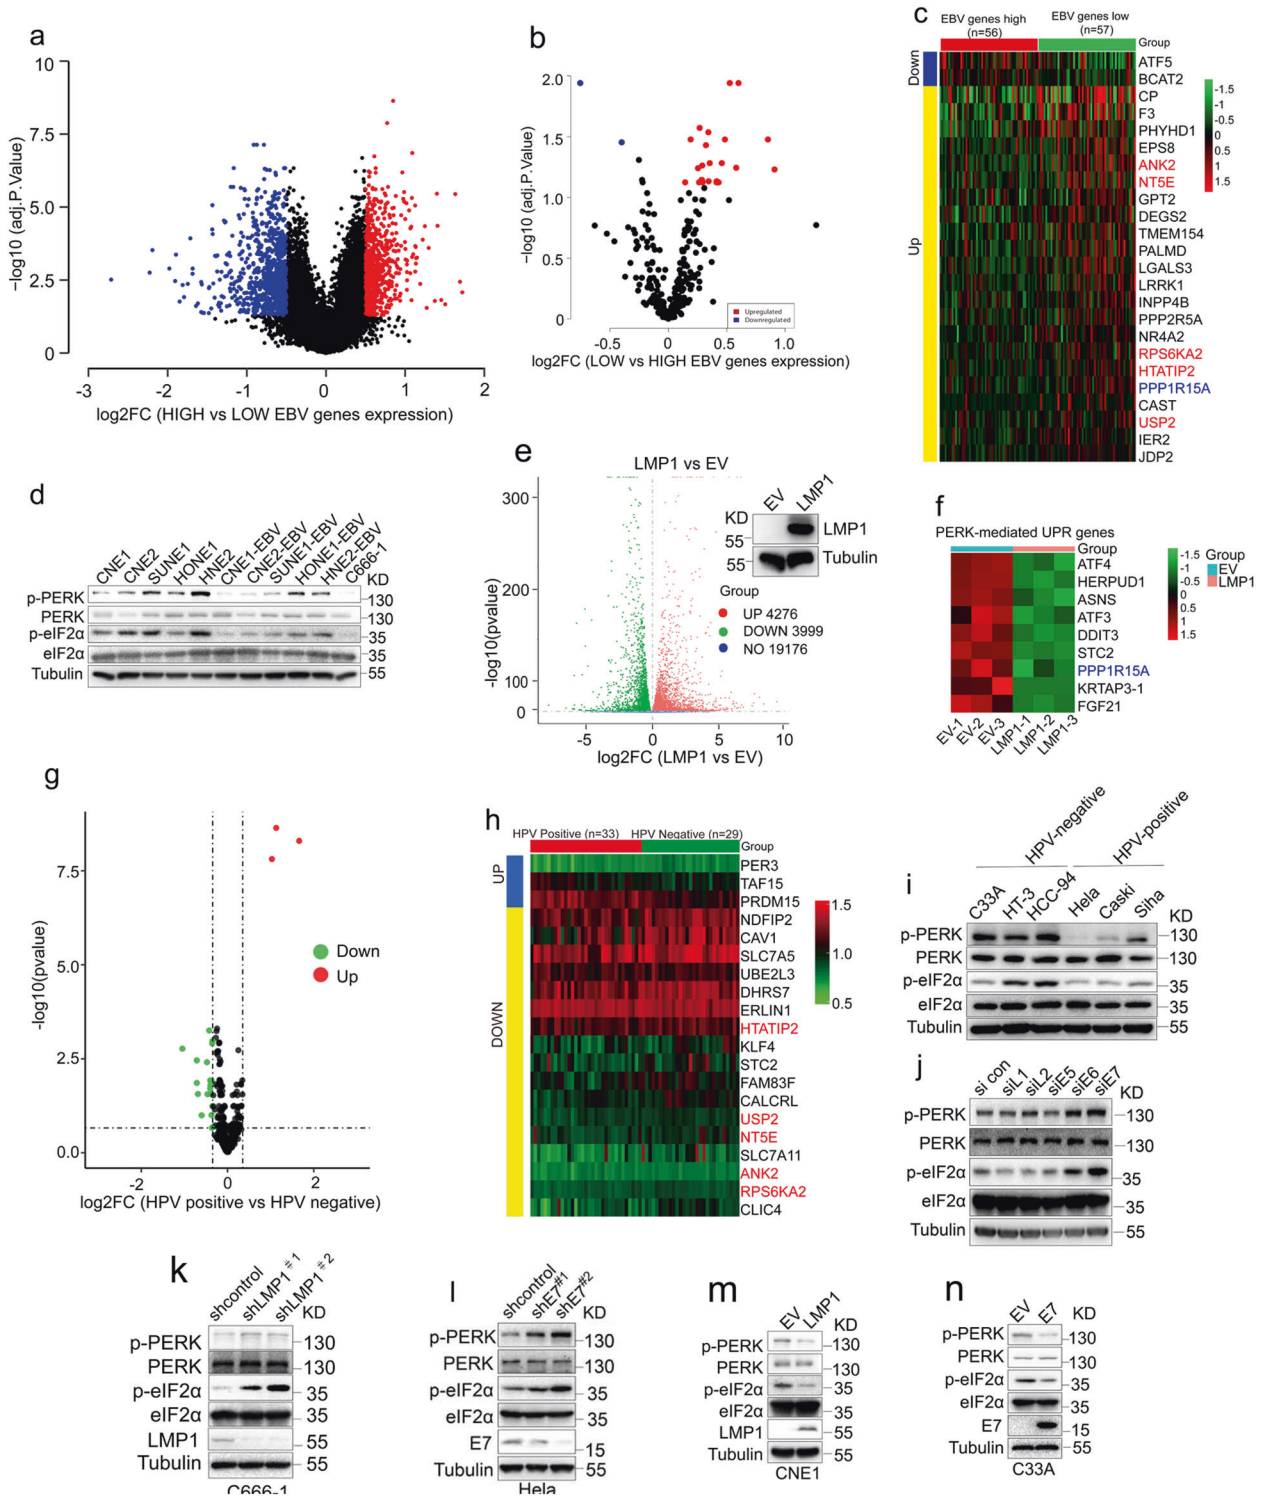 a
10
7.5
5.0
2.5
0
-3
-2
-1
0
1
2
−log10 (adj.P.Value)
log2FC (HIGH vs LOW EBV genes expression)
b
2.0
1.5
1.0
0.5
0
-0.5
0
0.5
1.0
−log10 (adj.P.Value)
Upregulated
Downregulated
log2FC (LOW vs HIGH EBV genes expression)
c
EBV genes high
(n=56)
EBV genes low
(n=57)
Group
Down
Up
ATF5
BCAT2
CP
F3
PHYHD1
EPS8
ANK2
NT5E
GPT2
DEGS2
TMEM154
PALMD
LGALS3
LRRK1
INPP4B
PPP2R5A
NR4A2
RPS6KA2
HTATIP2
PPP1R15A
CAST
USP2
IER2
JDP2
-1.5
-0.5
0
0.5
1
1.5
d
CNE1
CNE2
SUNE1
HONE1
HNE2
CNE1-EBV
CNE2-EBV
SUNE1-EBV
HONE1-EBV
HNE2-EBV
C666-1
KD
p-PERK
130
PERK
130
p-eIF2α
35
eIF2α
35
Tubulin
55
e
LMP1 vs EV
300
200
100
0
-log10(pvalue)
-5
0
5
10
log2FC (LMP1 vs EV)
EV
LMP1
KD
55
LMP1
55
Tubulin
Group
UP 4276
DOWN 3999
NO 19176
f
PERK-mediated UPR genes
Group
ATF4
HERPUD1
ASNS
ATF3
DDIT3
STC2
PPP1R15A
KRTAP3-1
FGF21
EV-1
EV-2
EV-3
LMP1-1
LMP1-2
LMP1-3
-1.5
-1
-0.5
0
0.5
1
1.5
Group
EV
LMP1
g
7.5
5.0
2.5
0.0
-log10(pvalue)
-2
0
2
log2FC (HPV positive vs HPV negative)
Down
Up
h
HPV Positive (n=33)
HPV Negative (n=29)
Group
UP
DOWN
PER3
TAF15
PRDM15
NDFIP2
CAV1
SLC7A5
UBE2L3
DHRS7
ERLIN1
HTATIP2
KLF4
STC2
FAM83F
CALCRL
USP2
NT5E
SLC7A11
ANK2
RPS6KA2
CLIC4
1.5
1.0
0.5
i
HPV-negative
HPV-positive
C33A
HT-3
HCC-94
Hela
Caski
Siha
KD
p-PERK
130
PERK
130
p-eIF2α
35
eIF2α
35
Tubulin
55
j
si con
siL1
siL2
siE5
siE6
siE7
KD
p-PERK
130
PERK
130
p-eIF2α
35
eIF2α
35
Tubulin
55
k
shcontrol
shLMP1#1
shLMP1#2
KD
p-PERK
130
PERK
130
p-eIF2α
35
eIF2α
35
LMP1
55
Tubulin
55
C666-1
l
shcontrol
shE7#1
shE7#2
KD
p-PERK
130
PERK
130
p-eIF2α
35
eIF2α
35
E7
15
Tubulin
55
Hela
m
EV
LMP1
KD
p-PERK
130
PERK
130
p-eIF2α
35
eIF2α
35
LMP1
55
Tubulin
55
CNE1
n
EV
E7
KD
p-PERK
130
PERK
130
p-eIF2α
35
eIF2α
35
E7
15
Tubulin
55
C33A